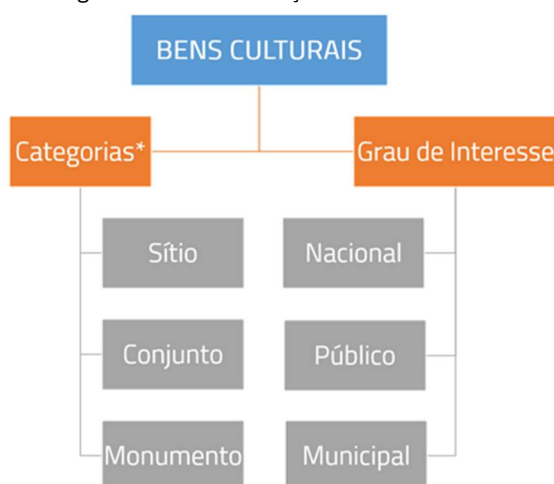 BENS CULTURAIS
Categorias*
Grau de Interesse
Sítio
Nacional
Conjunto
Público
Monumento
Municipal